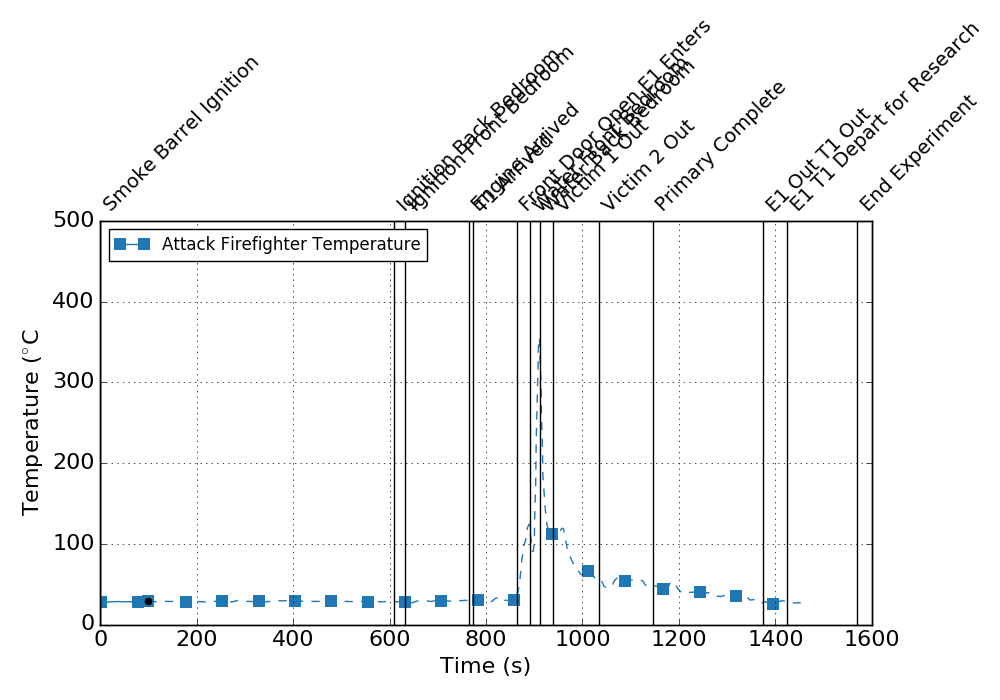 Smoke Barrel Ignition
Ignition Back Bedroom
Ignition Front Bedroom
Engine Arrived
T1 Arrived
Front Door Open E1 Enters
Water Front Bedroom
Water Back Bedroom
Victim 1 Out
Victim 2 Out
Primary Complete
E1 Out T1 Out
E1 T1 Depart for Research
End Experiment
Attack Firefighter Temperature
500
400
300
200
100
0
Temperature (°C
0 200 400 600 800 1000 1200 1400 1600
Time (s)